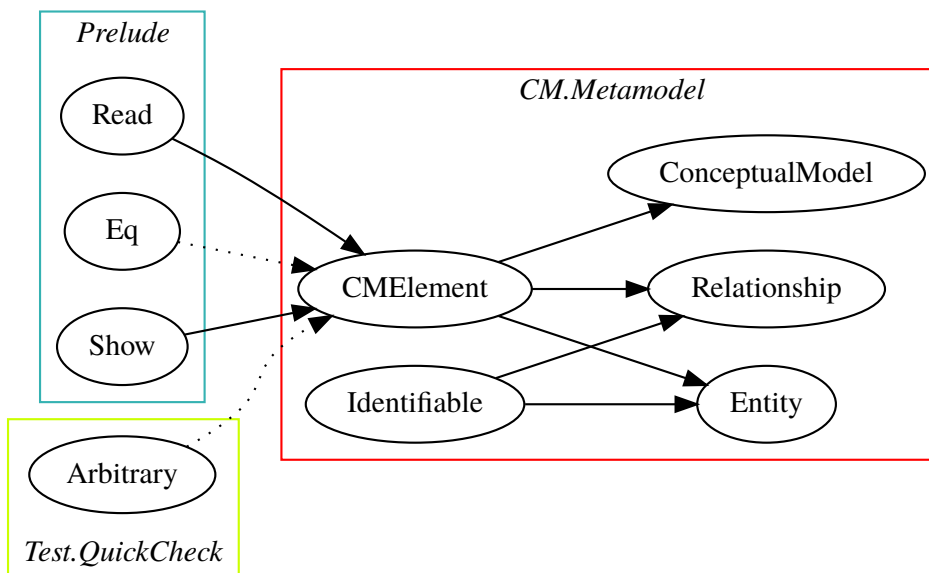 Prelude
Read
Eq
Show
CM.Metamodel
ConceptualModel
CMElement
Relationship
Identifiable
Entity
Arbitrary
Test.QuickCheck